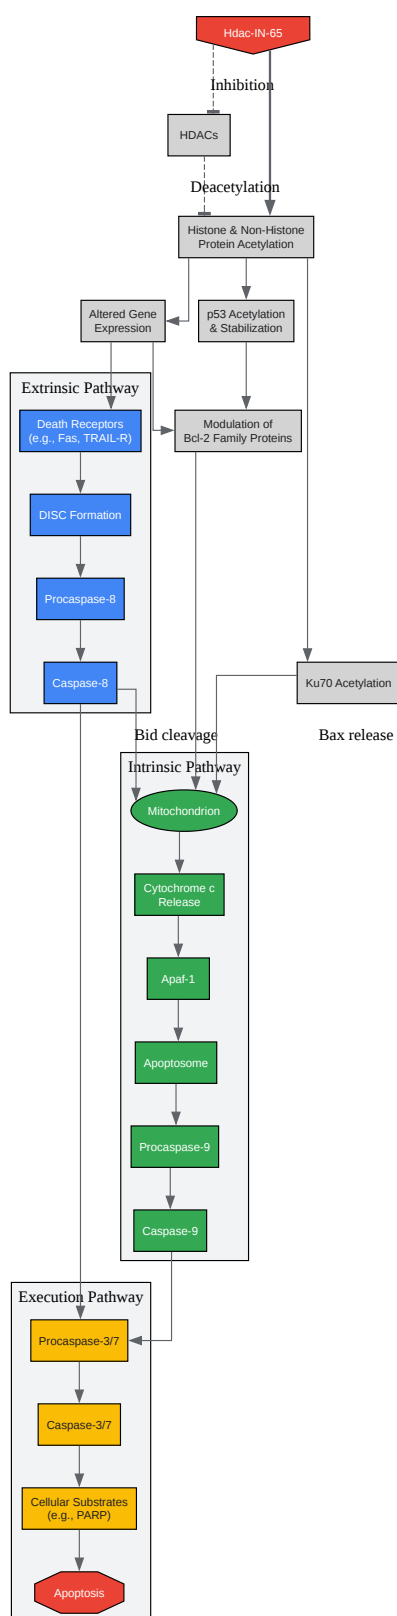 Hdac-IN-65
Inhibition
HDACs
Deacetylation
Histone & Non-Histone
Protein Acetylation
Altered Gene
Expression
p53 Acetylation
& Stabilization
Extrinsic Pathway
Death Receptors
(e.g., Fas, TRAIL-R)
Modulation of
Bcl-2 Family Proteins
DISC Formation
Procaspase-8
Caspase-8
Ku70 Acetylation
Bid cleavage
Bax release
Intrinsic Pathway
Mitochondrion
Cytochrome c
Release
Apaf-1
Apoptosome
Procaspase-9
Caspase-9
Execution Pathway
Procaspase-3/7
Caspase-3/7
Cellular Substrates
(e.g., PARP)
Apoptosis